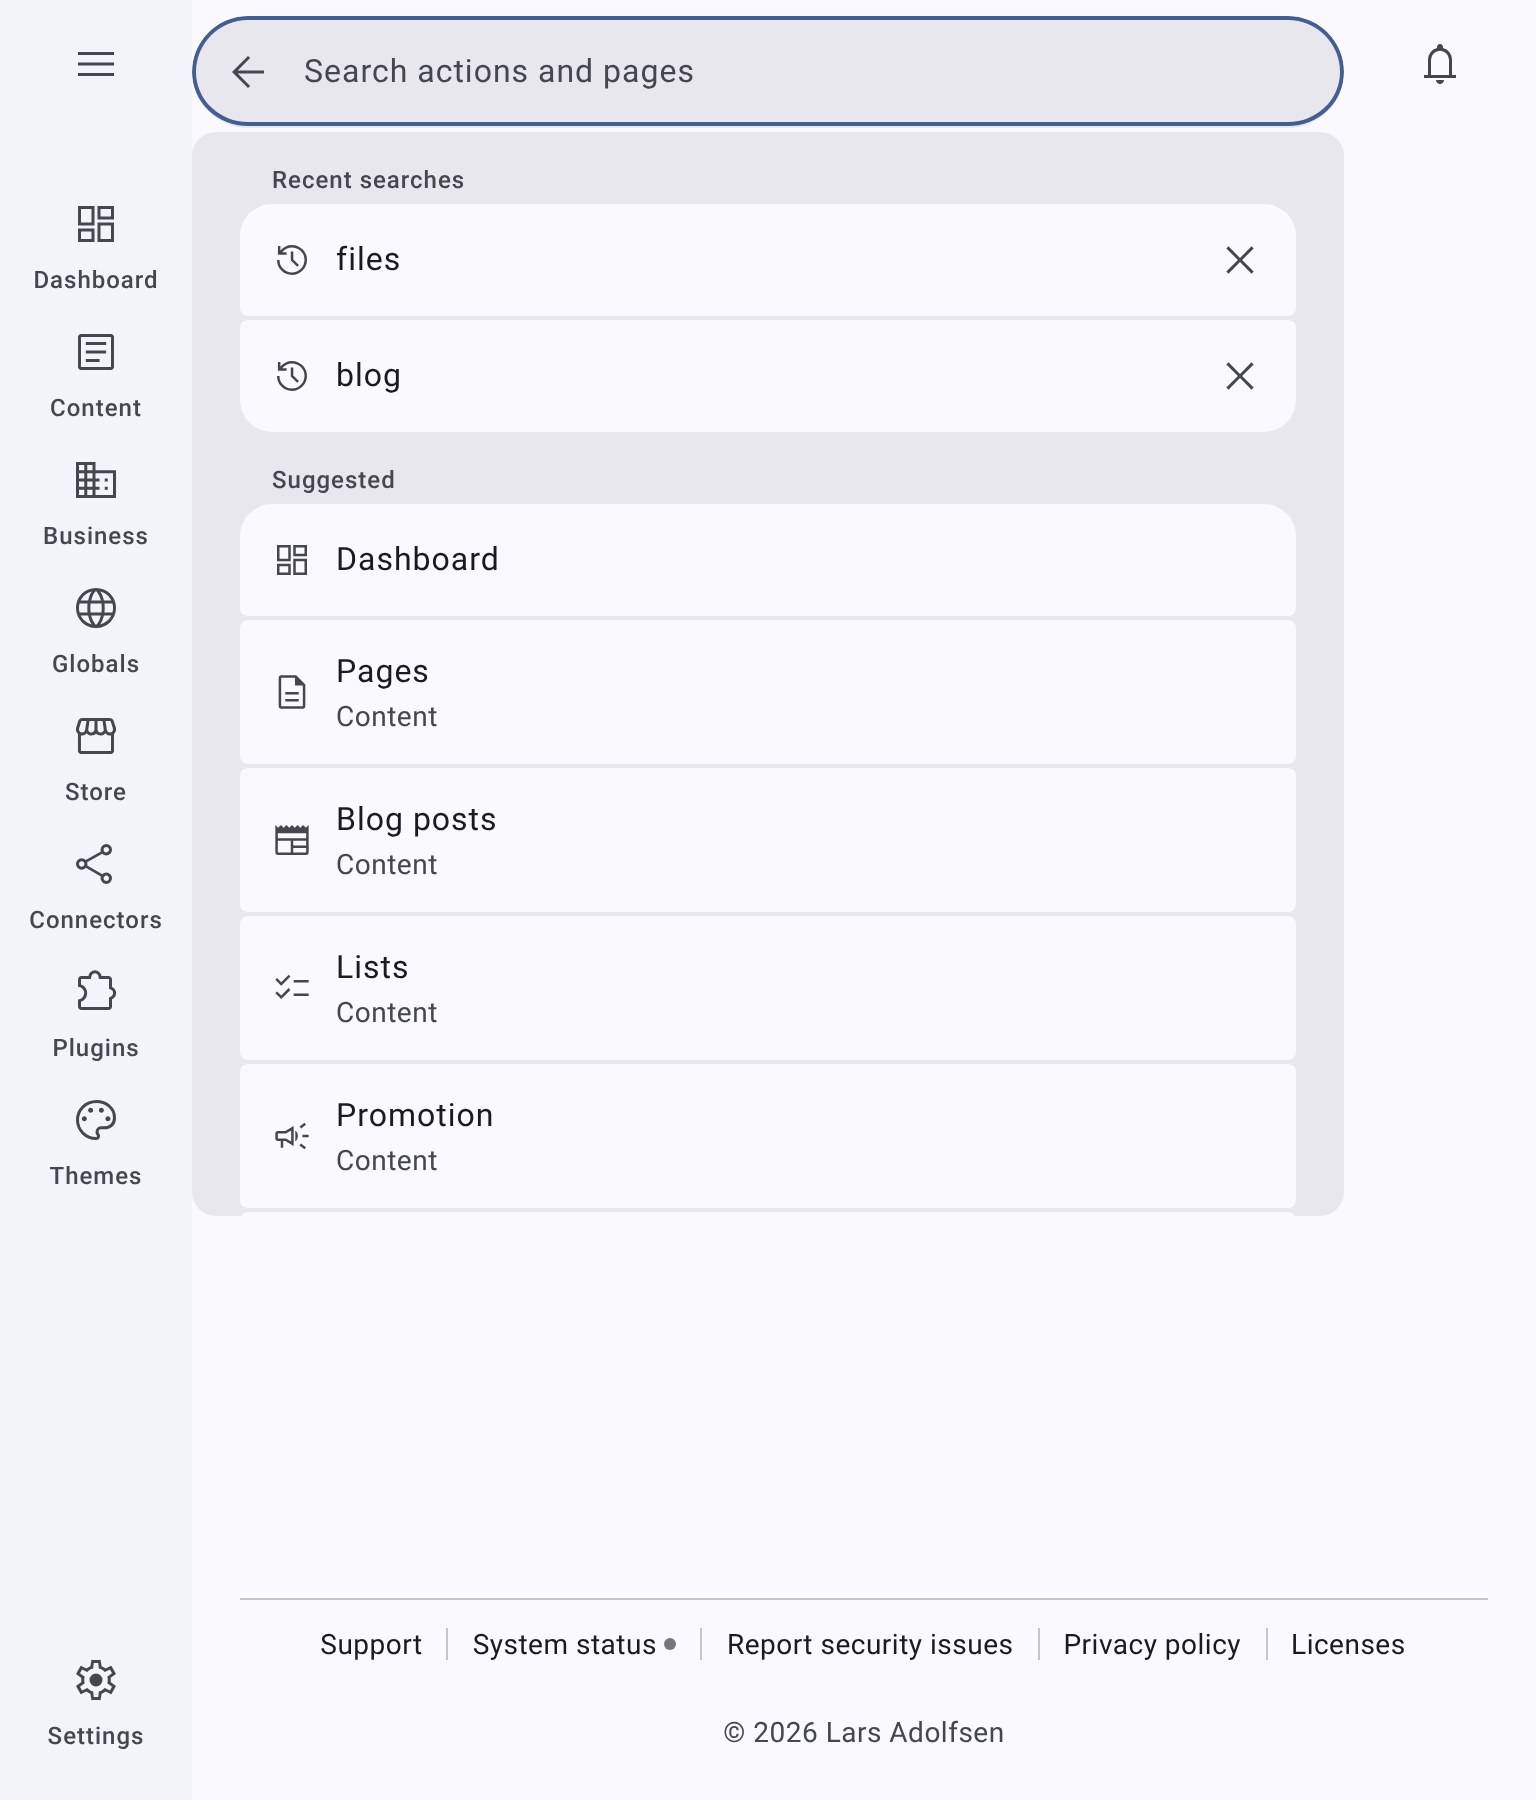 Search actions and pages
Recent searches
files
blog
Suggested
Dashboard
Pages
Content
Blog posts
Content
Lists
Content
Promotion
Content
Dashboard
Content
Business
Globals
Store
Connectors
Plugins
Themes
Settings
Support
System status
Report security issues
Privacy policy
Licenses
© 2026 Lars Adolfsen